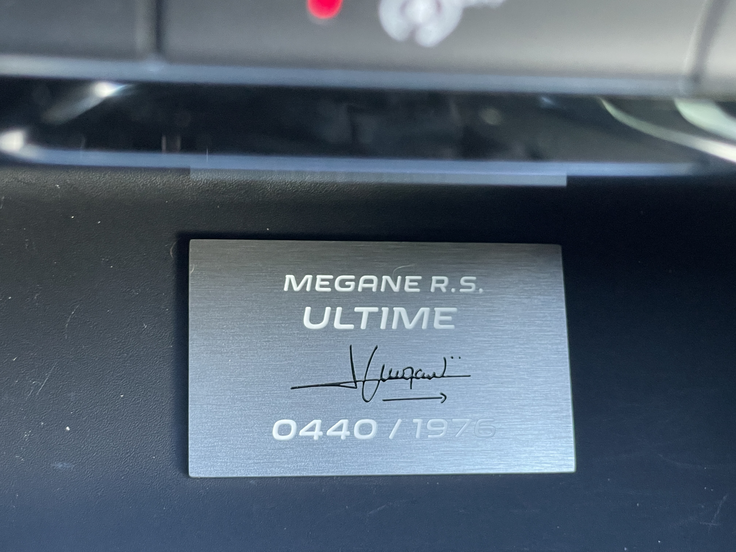 MEGANE R.S.
ULTIME
0440 / 1976